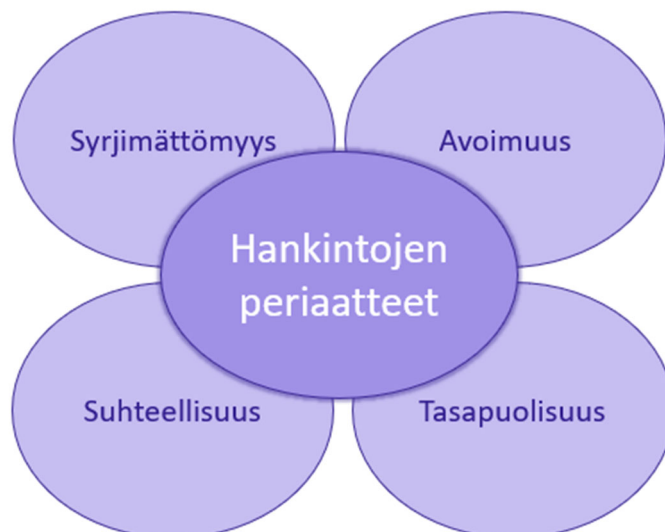 Syrjimättömyys
Avoimuus
Hankintojen
periaatteet
Suhteellisuus
Tasapuolisuus